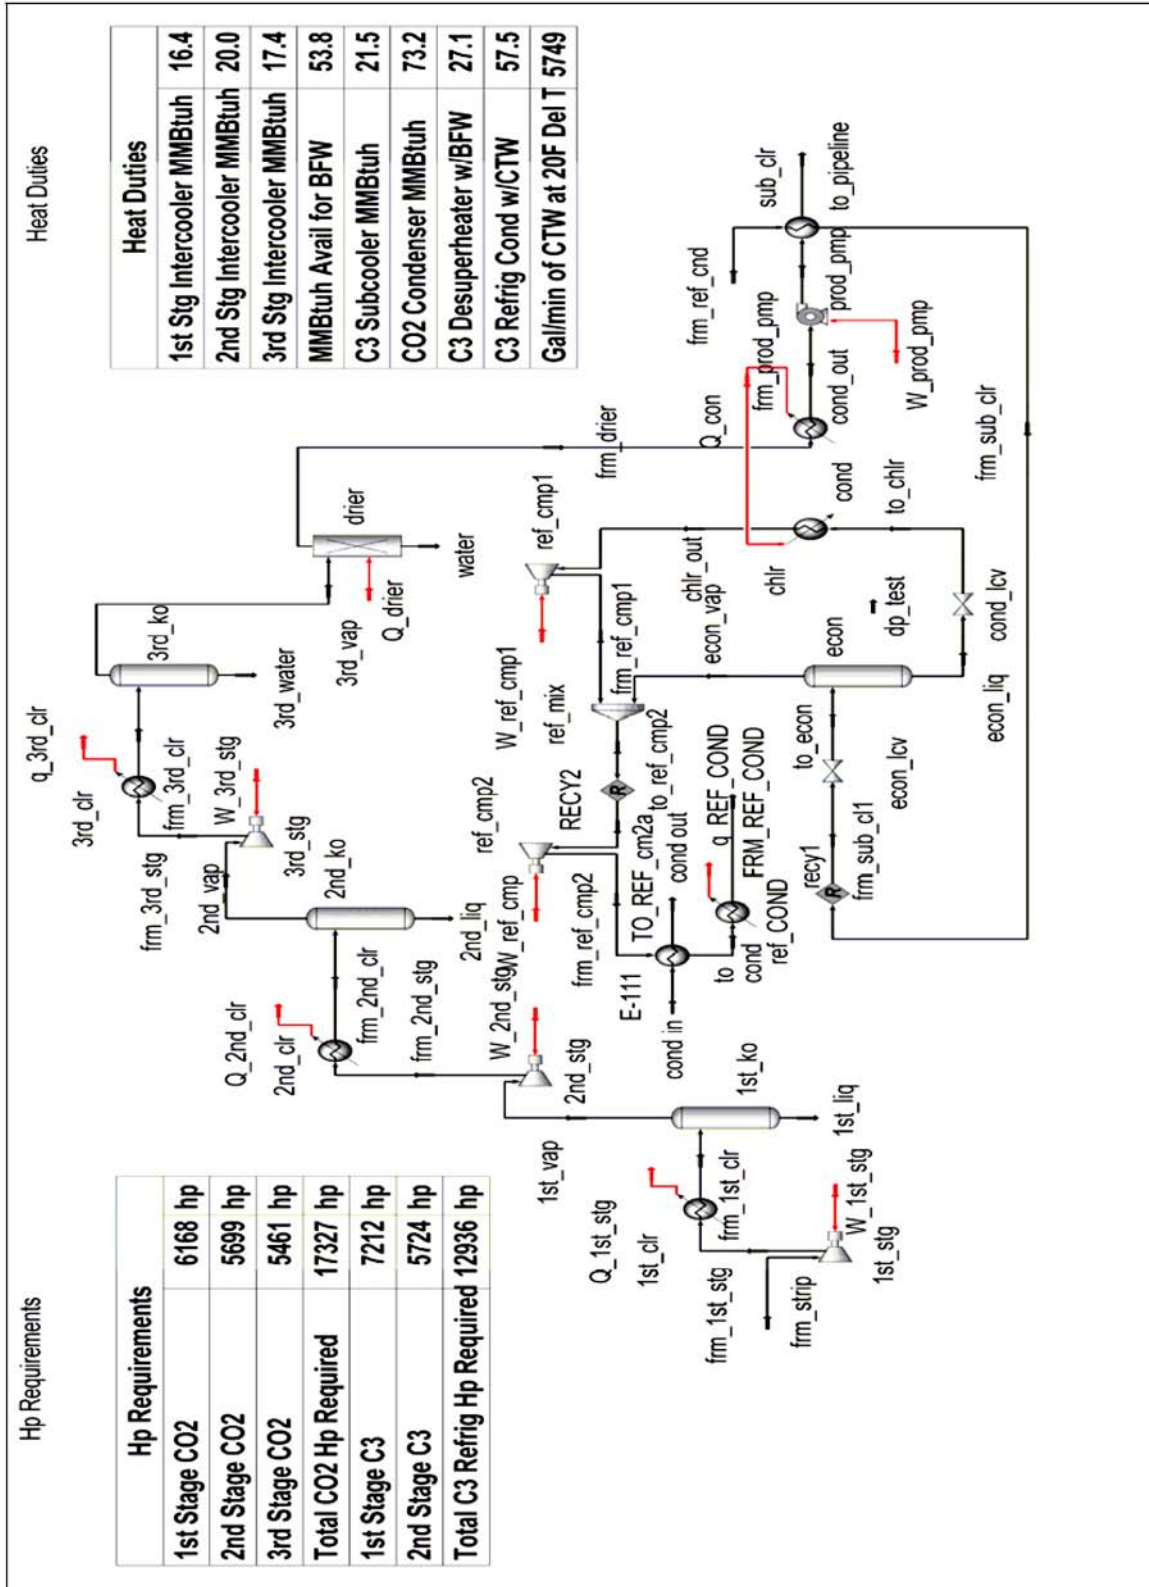 Hp Requirements
Hp Requirements
1st Stage CO2 6168 hp
2nd Stage CO2 5699 hp
3rd Stage CO2 5461 hp
Total CO2 Hp Required 17327 hp
1st Stage C3 7212 hp
2nd Stage C3 5724 hp
Total C3 Refrig Hp Required 12936 hp
Heat Duties
Heat Duties
1st Stg Intercooler MMBtuh 16.4
2nd Stg Intercooler MMBtuh 20.0
3rd Stg Intercooler MMBtuh 17.4
MMBtuh Avail for BFW 53.8
C3 Subcooler MMBtuh 21.5
CO2 Condenser MMBtuh 73.2
C3 Desuperheater w/BFW 27.1
C3 Refrig Cond w/CTW 57.5
Gal/min of CTW at 20F Del T 5749
q_3rd_clr
3rd_clr
frm_3rd_clr
W_3rd_stg
3rd_stg
frm_3rd_stg
2nd_vap
3rd_ko
3rd_water
3rd_vap
Q_drier
drier
water
frm_drier
Q_2nd_clr
2nd_clr
frm_2nd_clr
frm_2nd_stg
2nd_ko
2nd_liq
W_2nd_stg
2nd_stg
1st_vap
Q_1st_stg
1st_clr
frm_1st_clr
frm_1st_stg
frm_strip
W_1st_stg
1st_stg
1st_ko
1st_liq
W_ref_cmp
ref_cmp2
frm_ref_cmp2
E-111
cond in
cond out
TO_REF_cm2a
to_ref_cmp2
RECY2
to
cond
ref_COND
q_REF_COND
FRM_REF_COND
ref_mix
W_ref_cmp1
ref_cmp1
frm_ref_cmp1
econ_vap
chlr_out
chlr
cond
to_chlr
Q_con
frm_prod_pmp
cond_out
prod_pmp
W_prod_pmp
frm_ref_cnd
sub_clr
to_pipeline
frm_sub_clr
recy1
frm_sub_cl1
econ_lcv
to_econ
econ
dp_test
econ_liq
cond_lcv
R
R